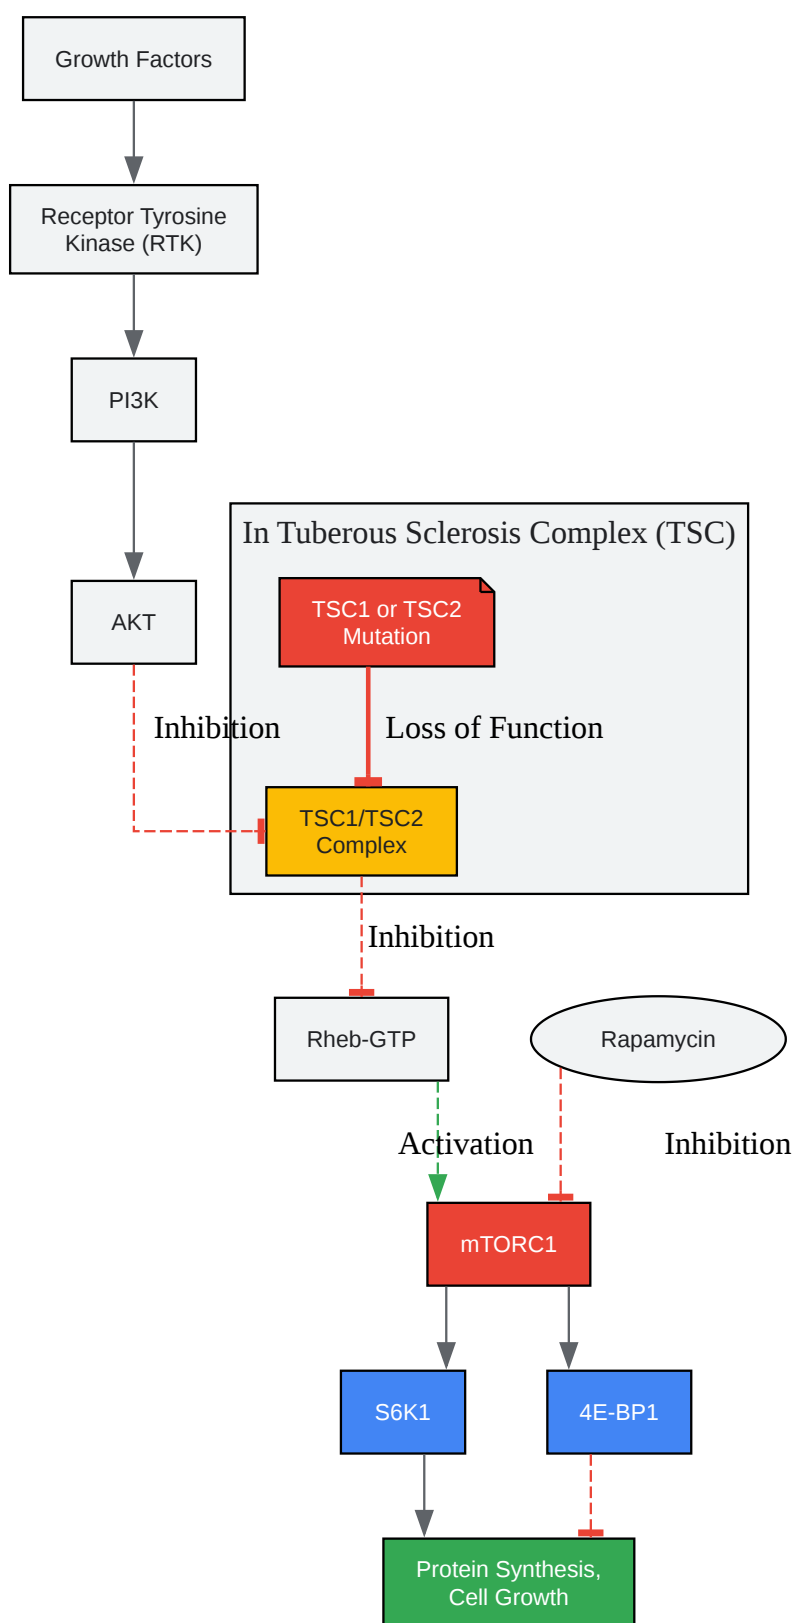 Growth Factors
Receptor Tyrosine
Kinase (RTK)
PI3K
In Tuberous Sclerosis Complex (TSC)
TSC1 or TSC2
Mutation
AKT
Inhibition
Loss of Function
TSC1/TSC2
Complex
Inhibition
Rheb-GTP
Rapamycin
Activation
Inhibition
mTORC1
S6K1
4E-BP1
Protein Synthesis,
Cell Growth